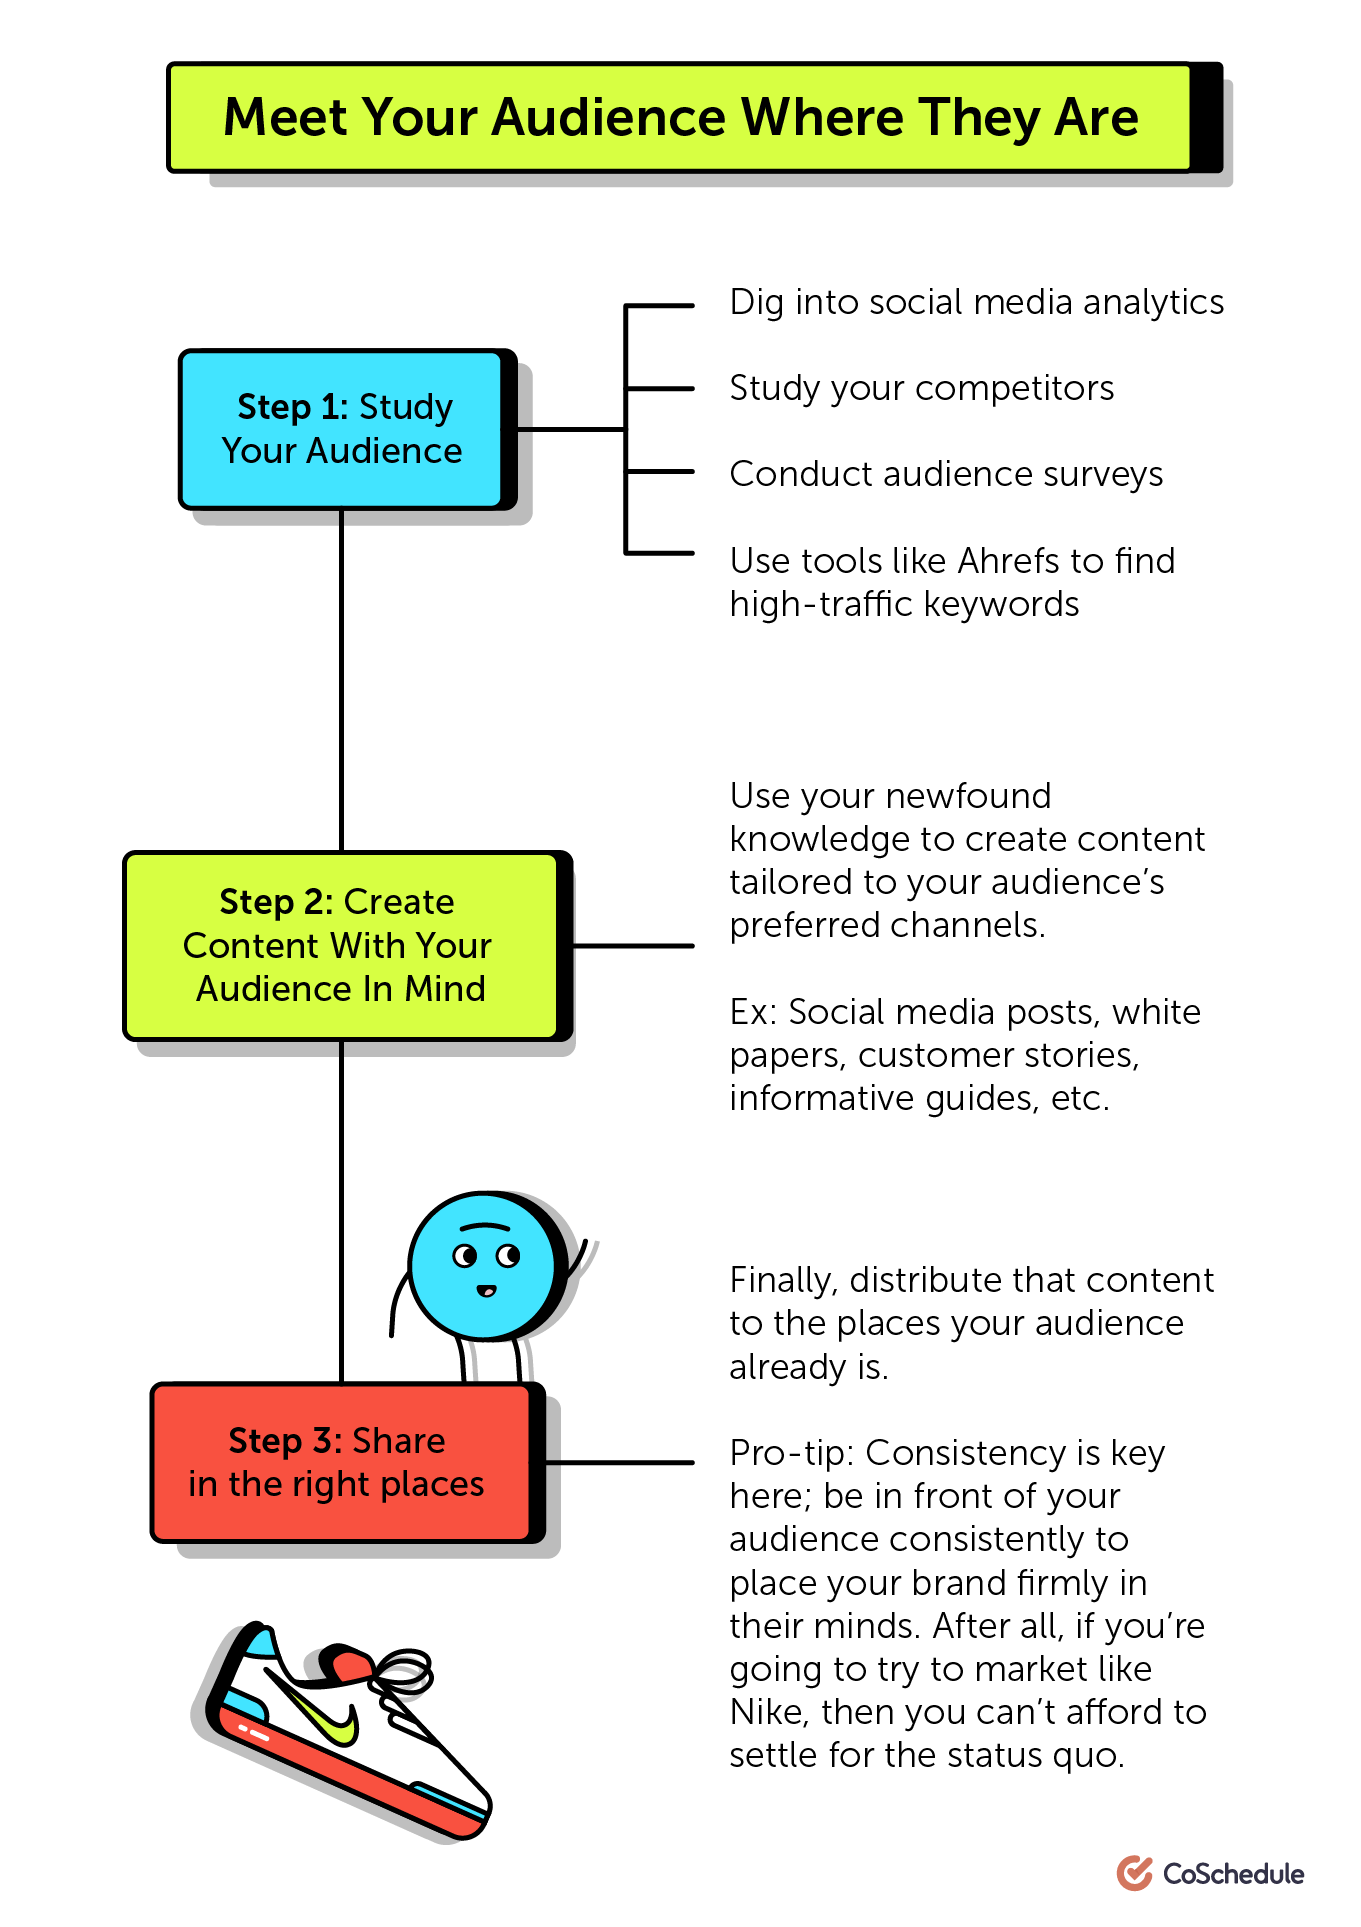 Meet Your Audience Where They Are
Step 1: Study
Your Audience
Dig into social media analytics
Study your competitors
Conduct audience surveys
Use tools like Ahrefs to find
high-traffic keywords
Step 2: Create
Content With Your
Audience In Mind
Use your newfound
knowledge to create content
tailored to your audience’s
preferred channels.
Ex: Social media posts, white
papers, customer stories,
informative guides, etc.
Step 3: Share
in the right places
Finally, distribute that content
to the places your audience
already is.
Pro-tip: Consistency is key
here; be in front of your
audience consistently to
place your brand firmly in
their minds. After all, if you’re
going to try to market like
Nike, then you can’t afford to
settle for the status quo.
CoSchedule